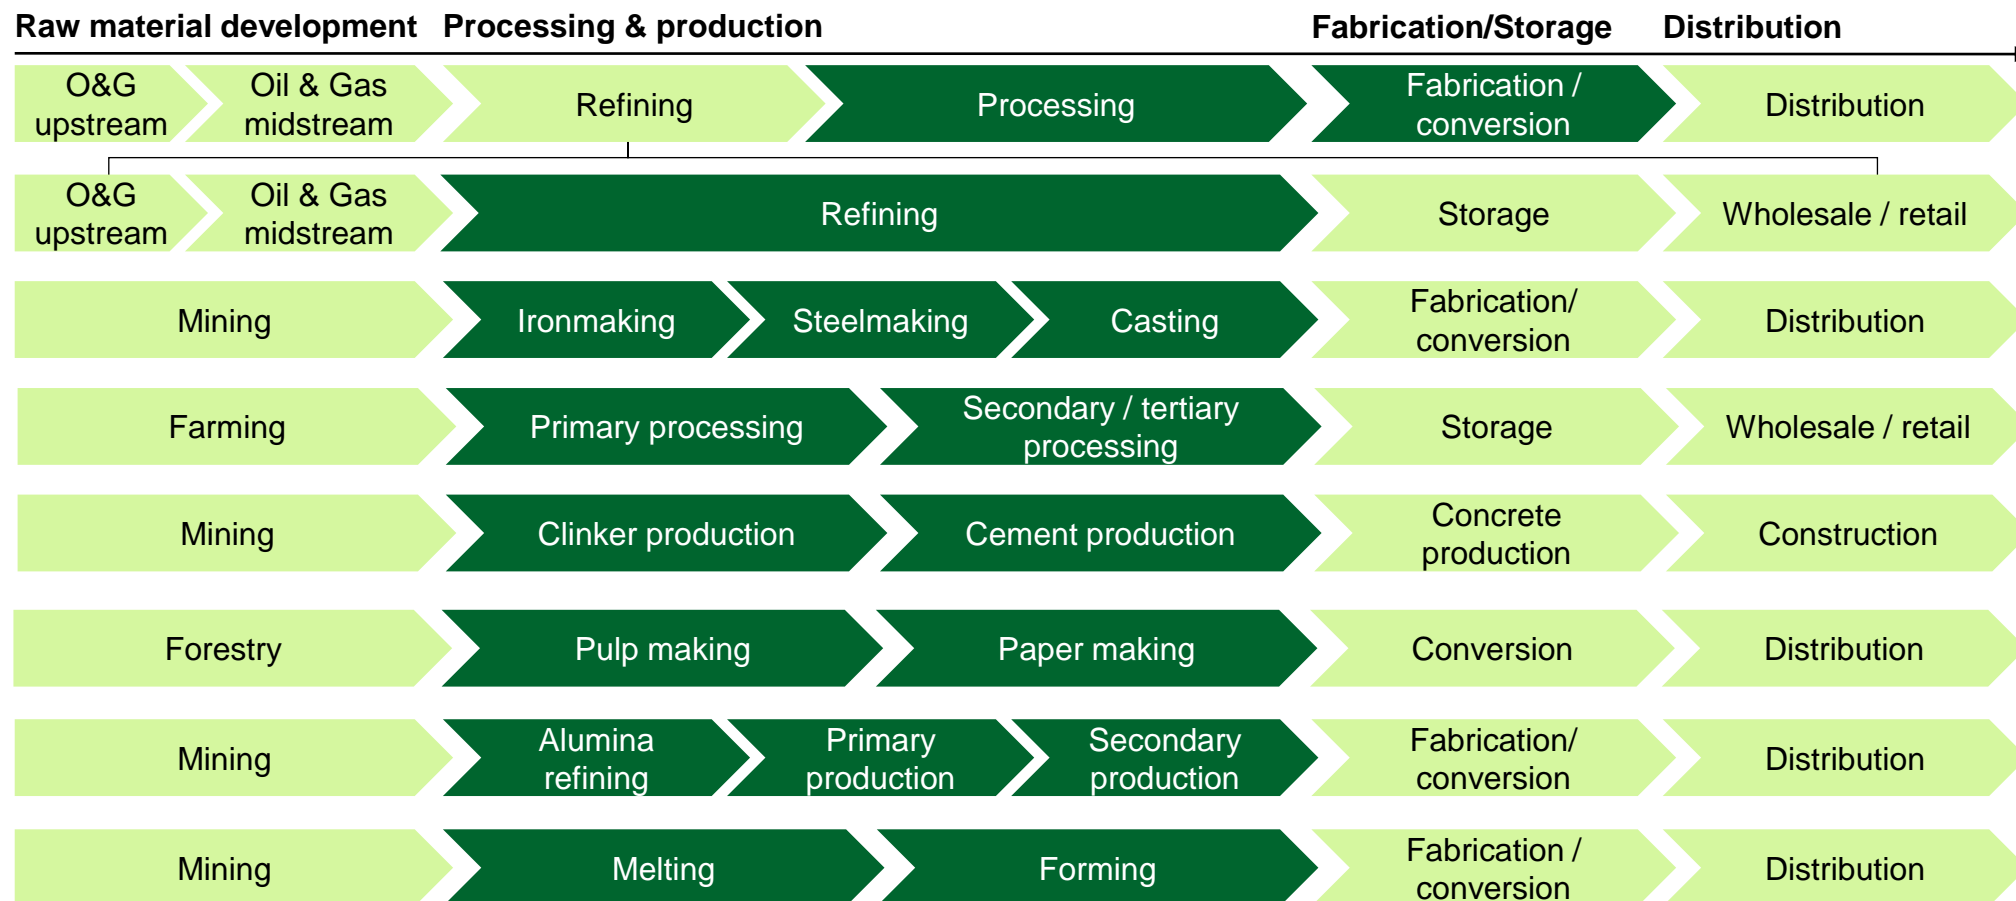 Raw material development
Processing & production
Fabrication/Storage
Distribution
O&G
upstream
Oil & Gas
midstream
Refining
Processing
Fabrication /
conversion
Distribution
O&G
upstream
Oil & Gas
midstream
Refining
Storage
Wholesale / retail
Mining
Ironmaking
Steelmaking
Casting
Fabrication/
conversion
Distribution
Farming
Primary processing
Secondary / tertiary
processing
Storage
Wholesale / retail
Mining
Clinker production
Cement production
Concrete
production
Construction
Forestry
Pulp making
Paper making
Conversion
Distribution
Mining
Alumina
refining
Primary
production
Secondary
production
Fabrication/
conversion
Distribution
Mining
Melting
Forming
Fabrication /
conversion
Distribution